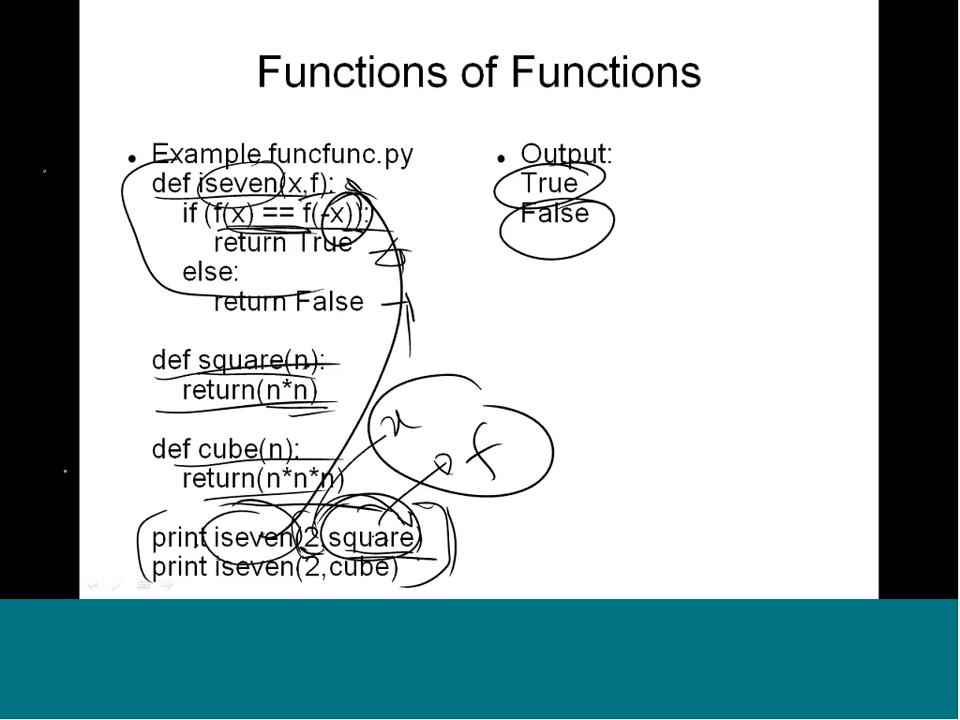 Functions of Functions
• Example funcfunc.py
def iseven(x,f):
if (f(x) == f(-x)):
return True
else:
return False
def square(n):
return(n*n)
def cube(n):
return(n*n*n)
print iseven(2,square)
print iseven(2,cube)
• Output:
True
False
x
f